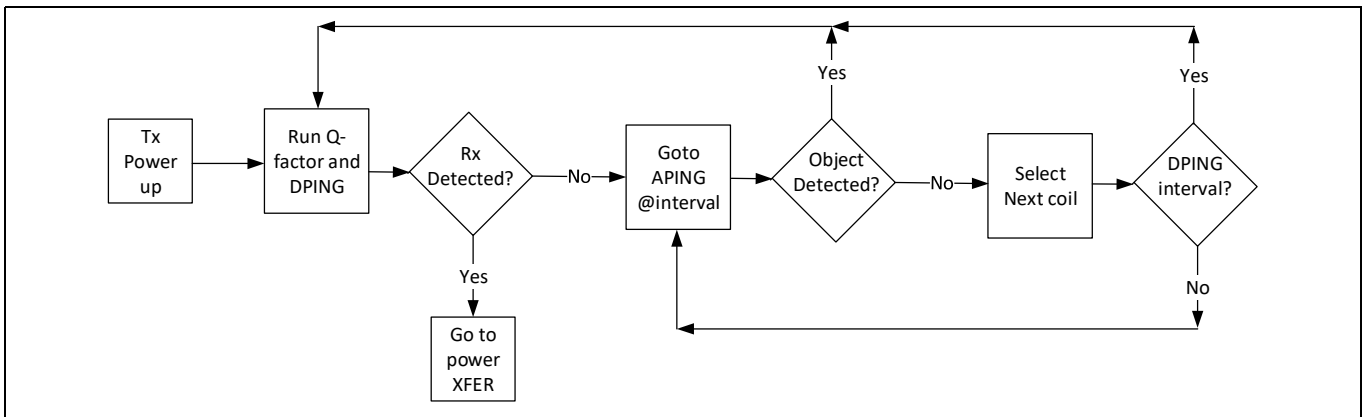 Tx
Power
up
Run Q-
factor and
DPING
Rx
Detected?
No
Yes
Go to
power
XFER
Goto
APING
@interval
Object
Detected?
Yes
No
Select
Next coil
DPING
interval?
Yes
No